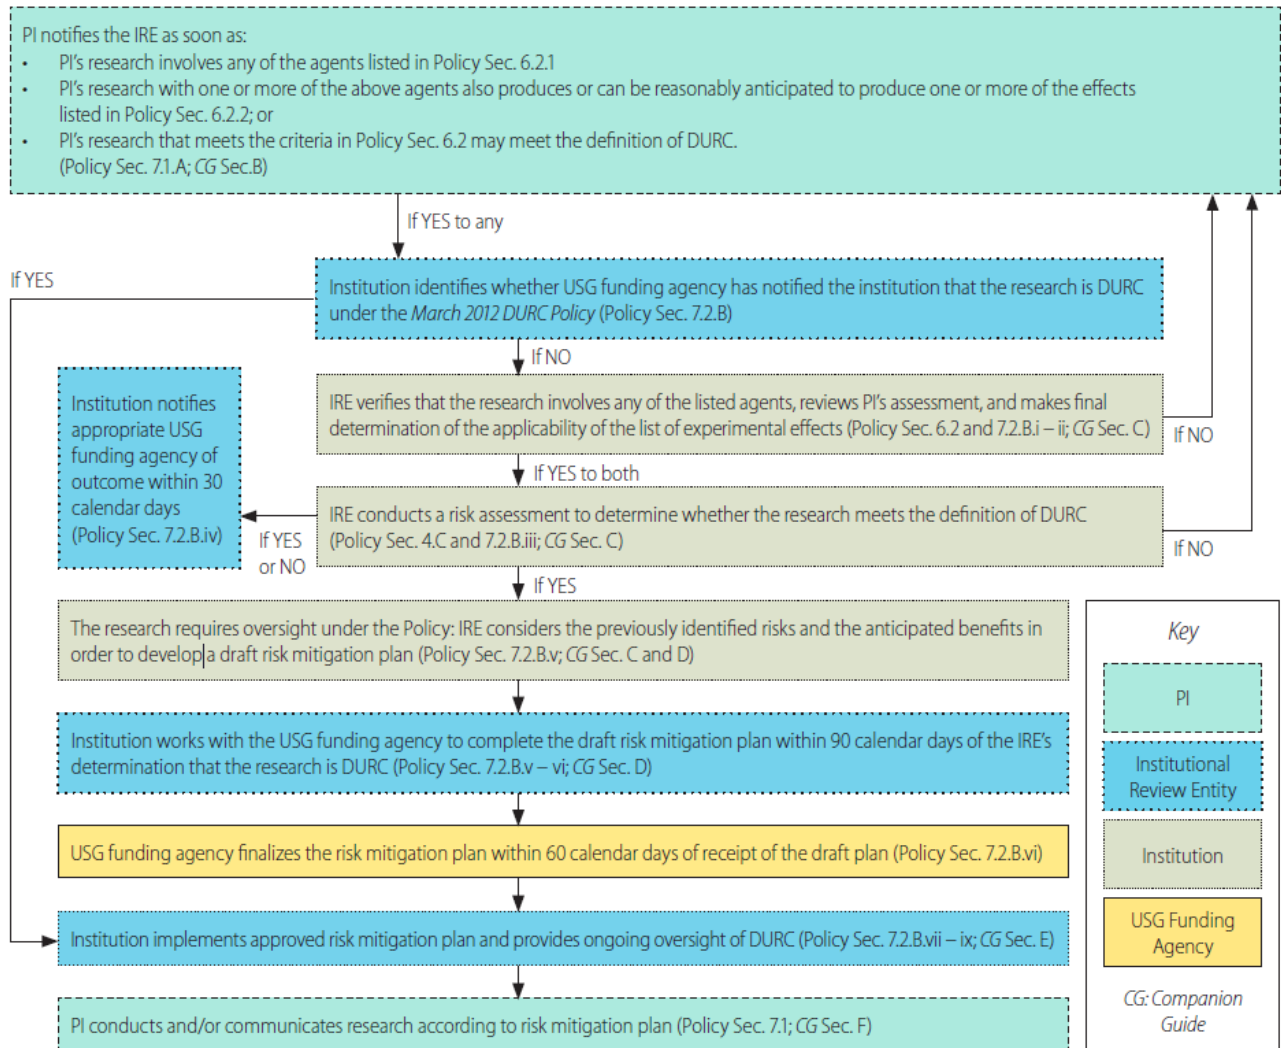 PI notifies the IRE as soon as:
• PI's research involves any of the agents listed in Policy Sec. 6.2.1
• PI's research with one or more of the above agents also produces or can be reasonably anticipated to produce one or more of the effects
listed in Policy Sec. 6.2.2; or
• PI's research that meets the criteria in Policy Sec. 6.2 may meet the definition of DURC.
(Policy Sec. 7.1.A; CG Sec.B)
If YES to any
If YES
Institution identifies whether USG funding agency has notified the institution that the research is DURC
under the March 2012 DURC Policy (Policy Sec. 7.2.B)
If NO
IRE verifies that the research involves any of the listed agents, reviews PI's assessment, and makes final
determination of the applicability of the list of experimental effects (Policy Sec. 6.2 and 7.2.B.i – ii; CG Sec. C)
If NO
If YES to both
Institution notifies
appropriate USG
funding agency of
outcome within 30
calendar days
(Policy Sec. 7.2.B.iv)
If YES
or NO
IRE conducts a risk assessment to determine whether the research meets the definition of DURC
(Policy Sec. 4.C and 7.2.B.iii; CG Sec. C)
If NO
If YES
The research requires oversight under the Policy: IRE considers the previously identified risks and the anticipated benefits in
order to develop a draft risk mitigation plan (Policy Sec. 7.2.B.v; CG Sec. C and D)
Institution works with the USG funding agency to complete the draft risk mitigation plan within 90 calendar days of the IRE's
determination that the research is DURC (Policy Sec. 7.2.B.v – vi; CG Sec. D)
USG funding agency finalizes the risk mitigation plan within 60 calendar days of receipt of the draft plan (Policy Sec. 7.2.B.vi)
Institution implements approved risk mitigation plan and provides ongoing oversight of DURC (Policy Sec. 7.2.B.vii – ix; CG Sec. E)
PI conducts and/or communicates research according to risk mitigation plan (Policy Sec. 7.1; CG Sec. F)
Key
PI
Institutional
Review Entity
Institution
USG Funding
Agency
CG: Companion
Guide